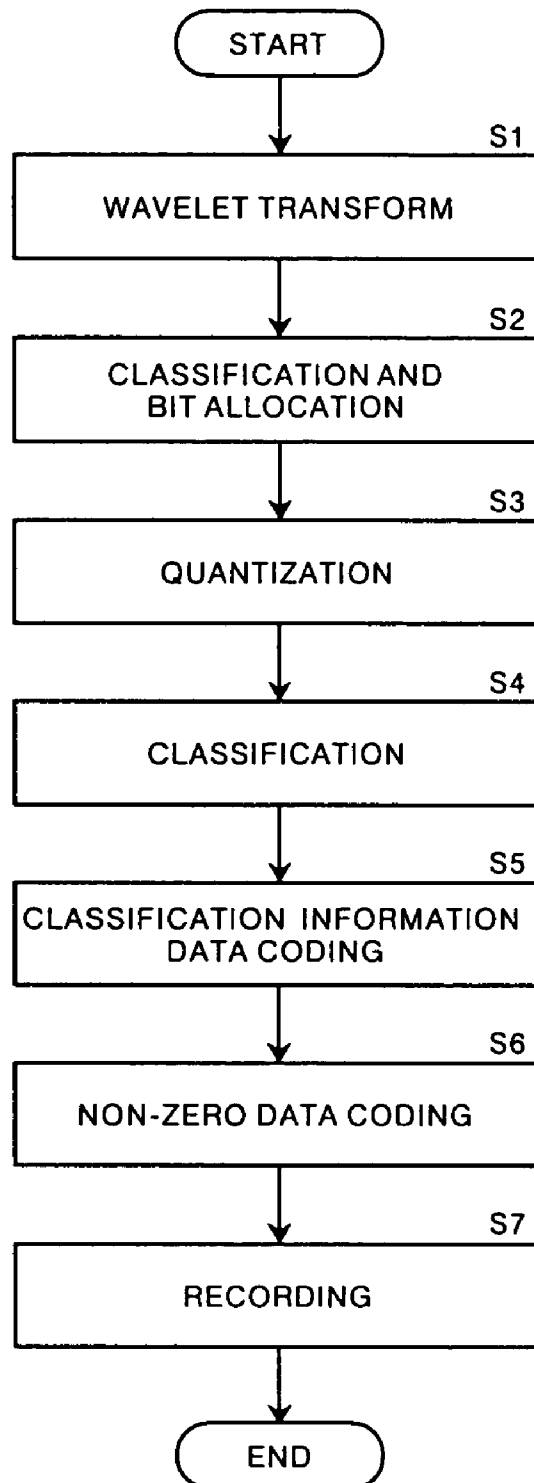 START
S1
WAVELET TRANSFORM
S2
CLASSIFICATION AND
BIT ALLOCATION
S3
QUANTIZATION
S4
CLASSIFICATION
S5
CLASSIFICATION INFORMATION
DATA CODING
S6
NON-ZERO DATA CODING
S7
RECORDING
END